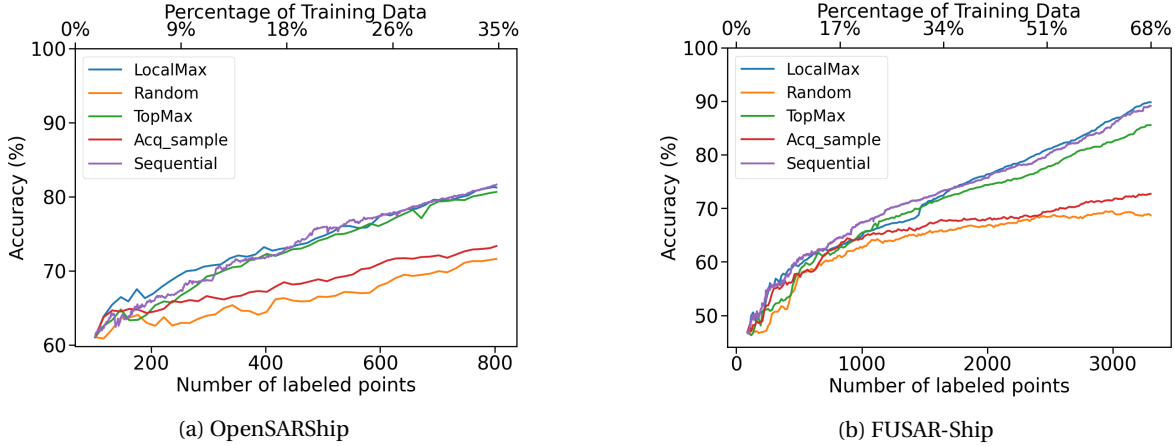 Percentage of Training Data
0% 9% 18% 26% 35%
100
90
80
70
60
Accuracy (%)
LocalMax
Random
TopMax
Acq_sample
Sequential
200 400 600 800
Number of labeled points
(a) OpenSARShip
Percentage of Training Data
0% 17% 34% 51% 68%
100
90
80
70
60
50
Accuracy (%)
LocalMax
Random
TopMax
Acq_sample
Sequential
0 1000 2000 3000
Number of labeled points
(b) FUSAR-Ship